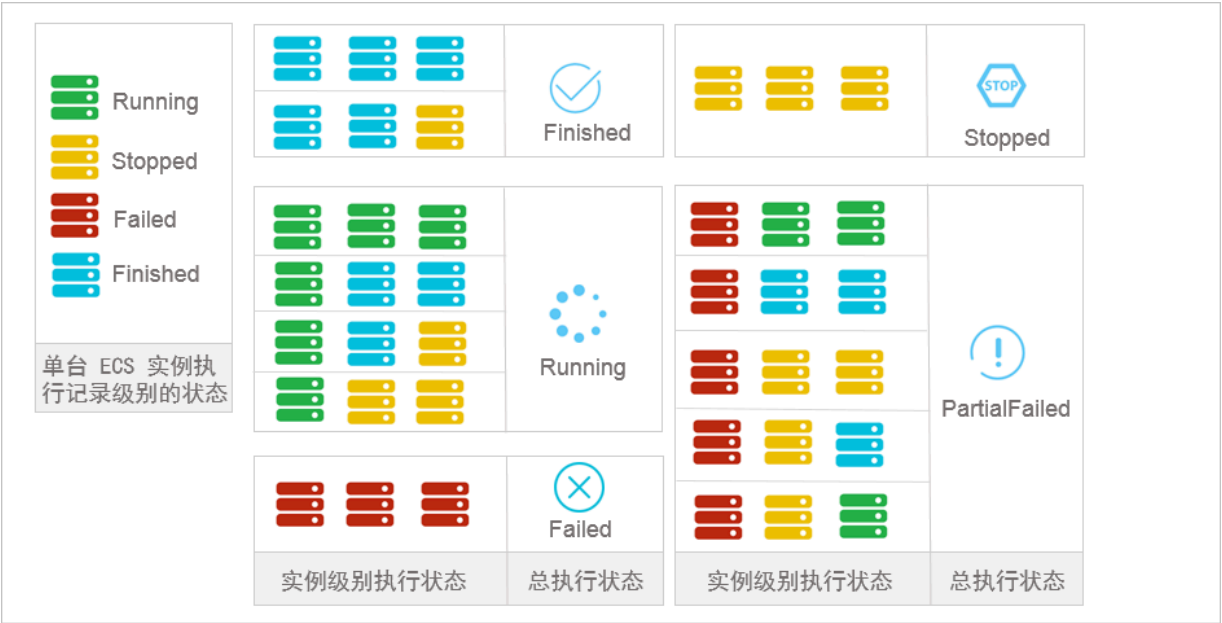 Running
Stopped
Failed
Finished
单台 ECS 实例执
行记录级别的状态
Finished
STOP
Stopped
Running
PartialFailed
Failed
实例级别执行状态
总执行状态
实例级别执行状态
总执行状态